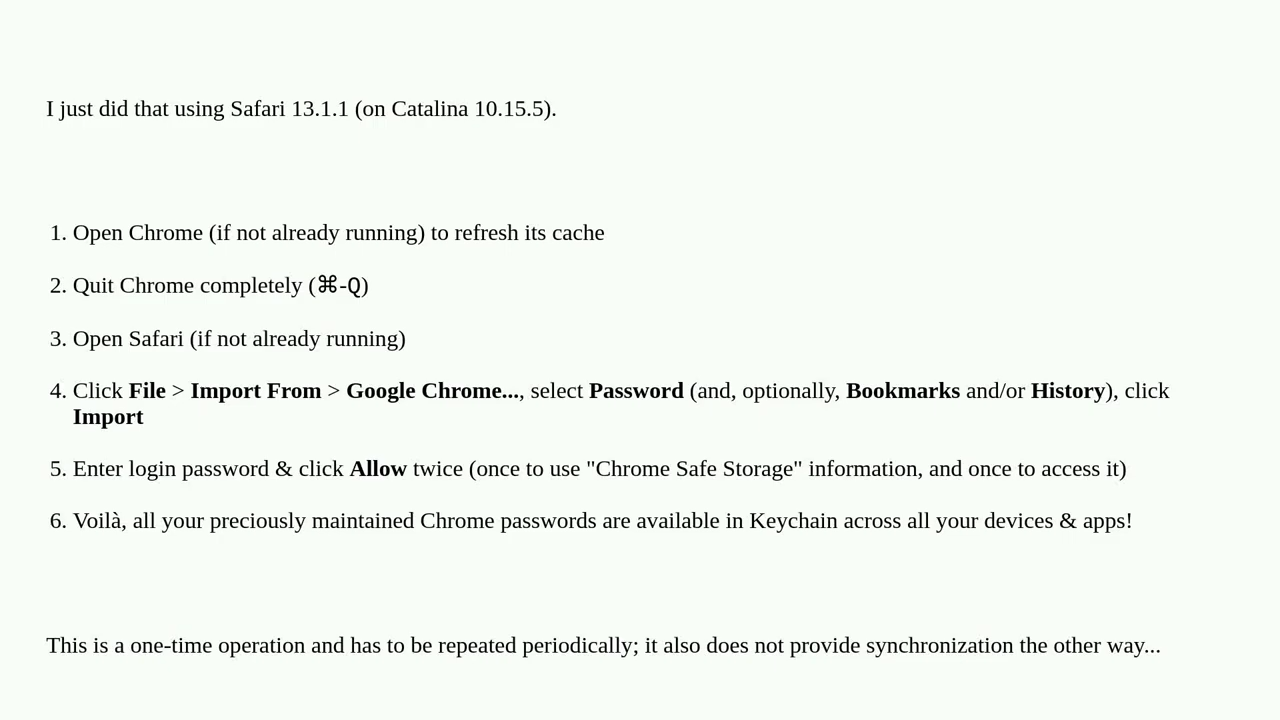 I just did that using Safari 13.1.1 (on Catalina 10.15.5).
1. Open Chrome (if not already running) to refresh its cache
2. Quit Chrome completely (⌘-Q)
3. Open Safari (if not already running)
4. Click File > Import From > Google Chrome..., select Password (and, optionally, Bookmarks and/or History), click
Import
5. Enter login password & click Allow twice (once to use "Chrome Safe Storage" information, and once to access it)
6. Voilà, all your preciously maintained Chrome passwords are available in Keychain across all your devices & apps!
This is a one-time operation and has to be repeated periodically; it also does not provide synchronization the other way...